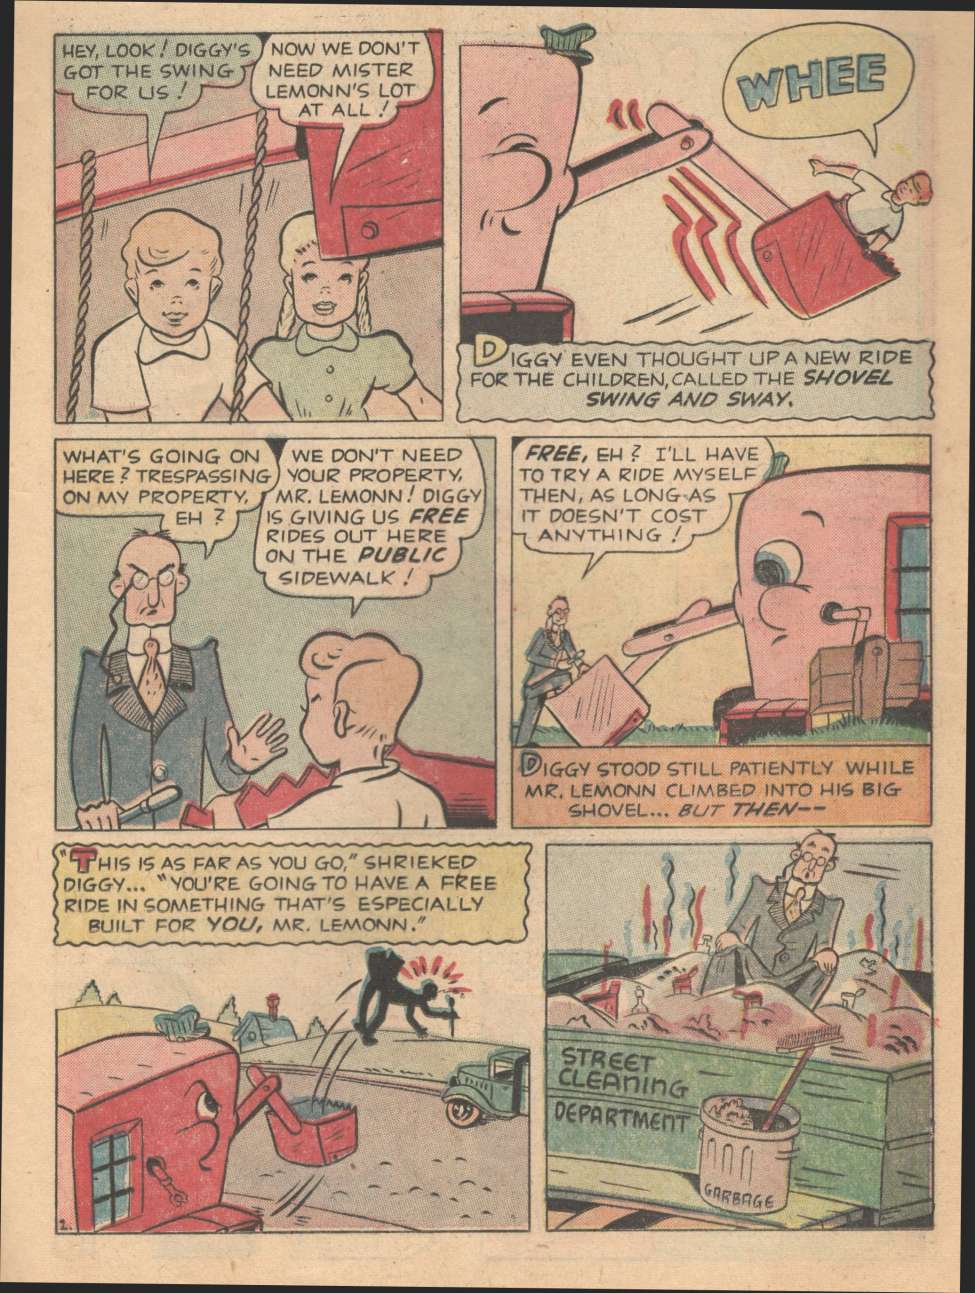 HEY, LOOK! DIGGY'S
GOT THE SWING
FOR US!
NOW WE DON'T
NEED MISTER
LEMONN'S LOT
AT ALL!
WHEE
DIGGY EVEN THOUGHT UP A NEW RIDE
FOR THE CHILDREN, CALLED THE SHOVEL
SWING AND SWAY.
WHAT'S GOING ON
HERE? TRESPASSING
ON MY PROPERTY,
EH?
WE DON'T NEED
YOUR PROPERTY,
MR. LEMONN! DIGGY
IS GIVING US FREE
RIDES OUT HERE
ON THE PUBLIC
SIDEWALK!
FREE, EH? I'LL HAVE
TO TRY A RIDE MYSELF
THEN, AS LONG AS
IT DOESN'T COST
ANYTHING!
DIGGY STOOD STILL PATIENTLY WHILE
MR. LEMONN CLIMBED INTO HIS BIG
SHOVEL... BUT THEN--
"THIS IS AS FAR AS YOU GO," SHRIEKED
DIGGY... "YOU'RE GOING TO HAVE A FREE
RIDE IN SOMETHING THAT'S ESPECIALLY
BUILT FOR YOU, MR. LEMONN."
2.
STREET
CLEANING
DEPARTMENT
GARBAGE